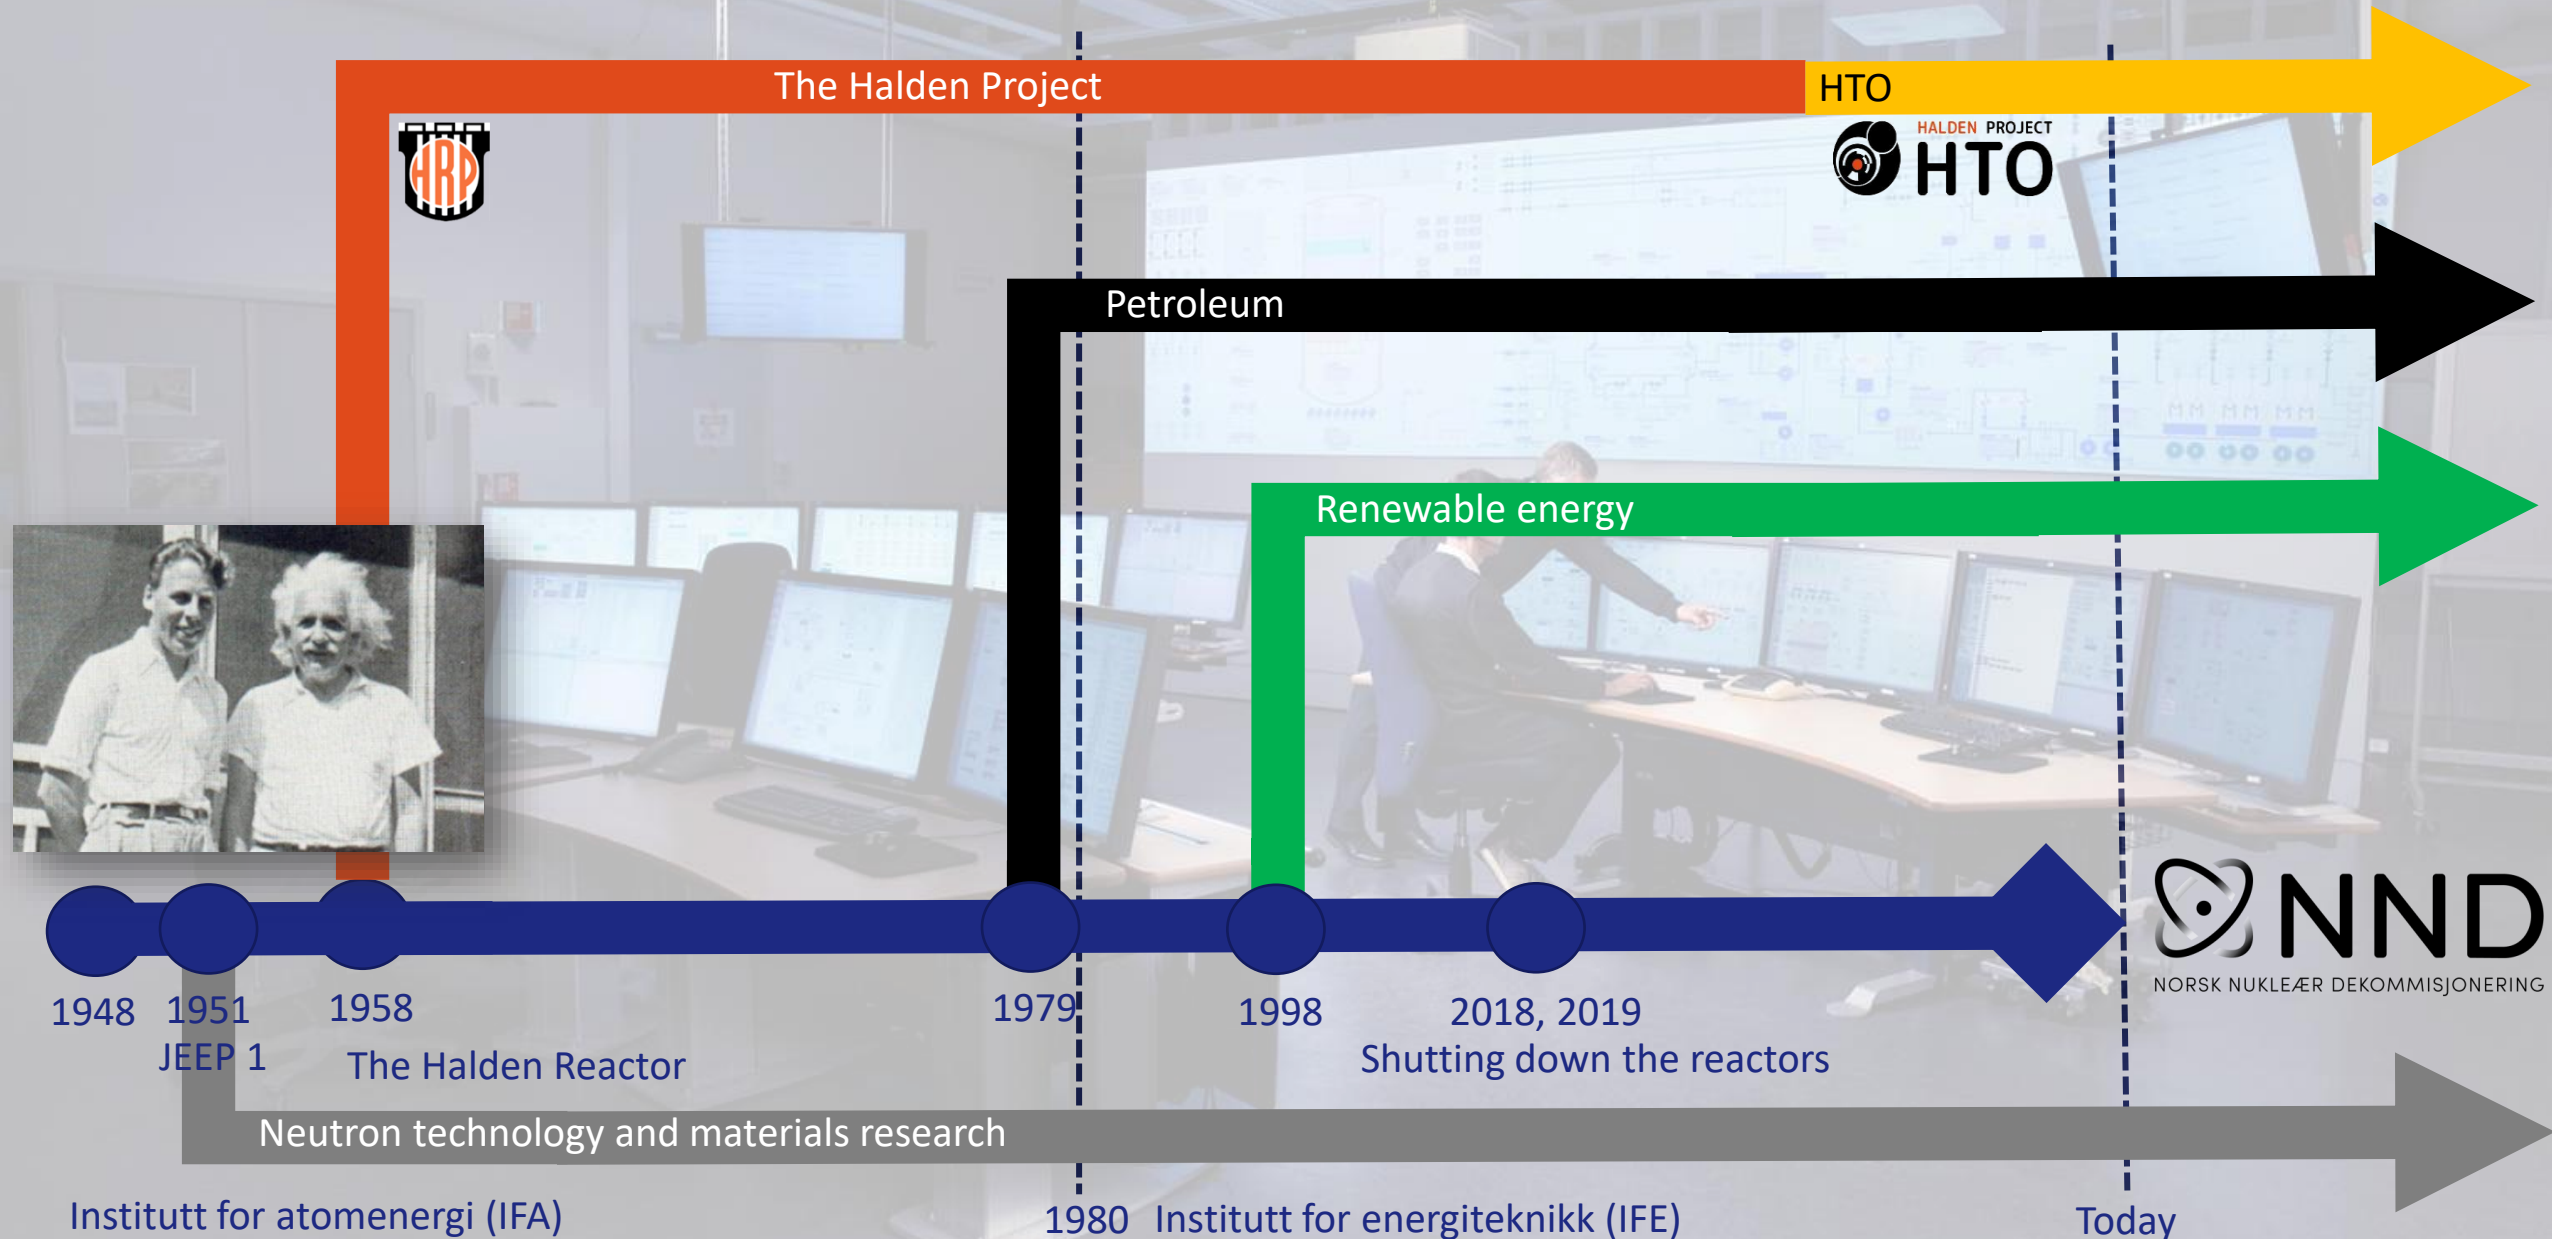 The Halden Project
HTO
HRP
HALDEN PROJECT
HTO
Petroleum
Renewable energy
NND
NORSK NUKLEÆR DEKOMMISJONERING
1948
1951
JEEP 1
1958
The Halden Reactor
1979
1998
2018, 2019
Shutting down the reactors
Neutron technology and materials research
Institutt for atomenergi (IFA)
1980
Institutt for energiteknikk (IFE)
Today